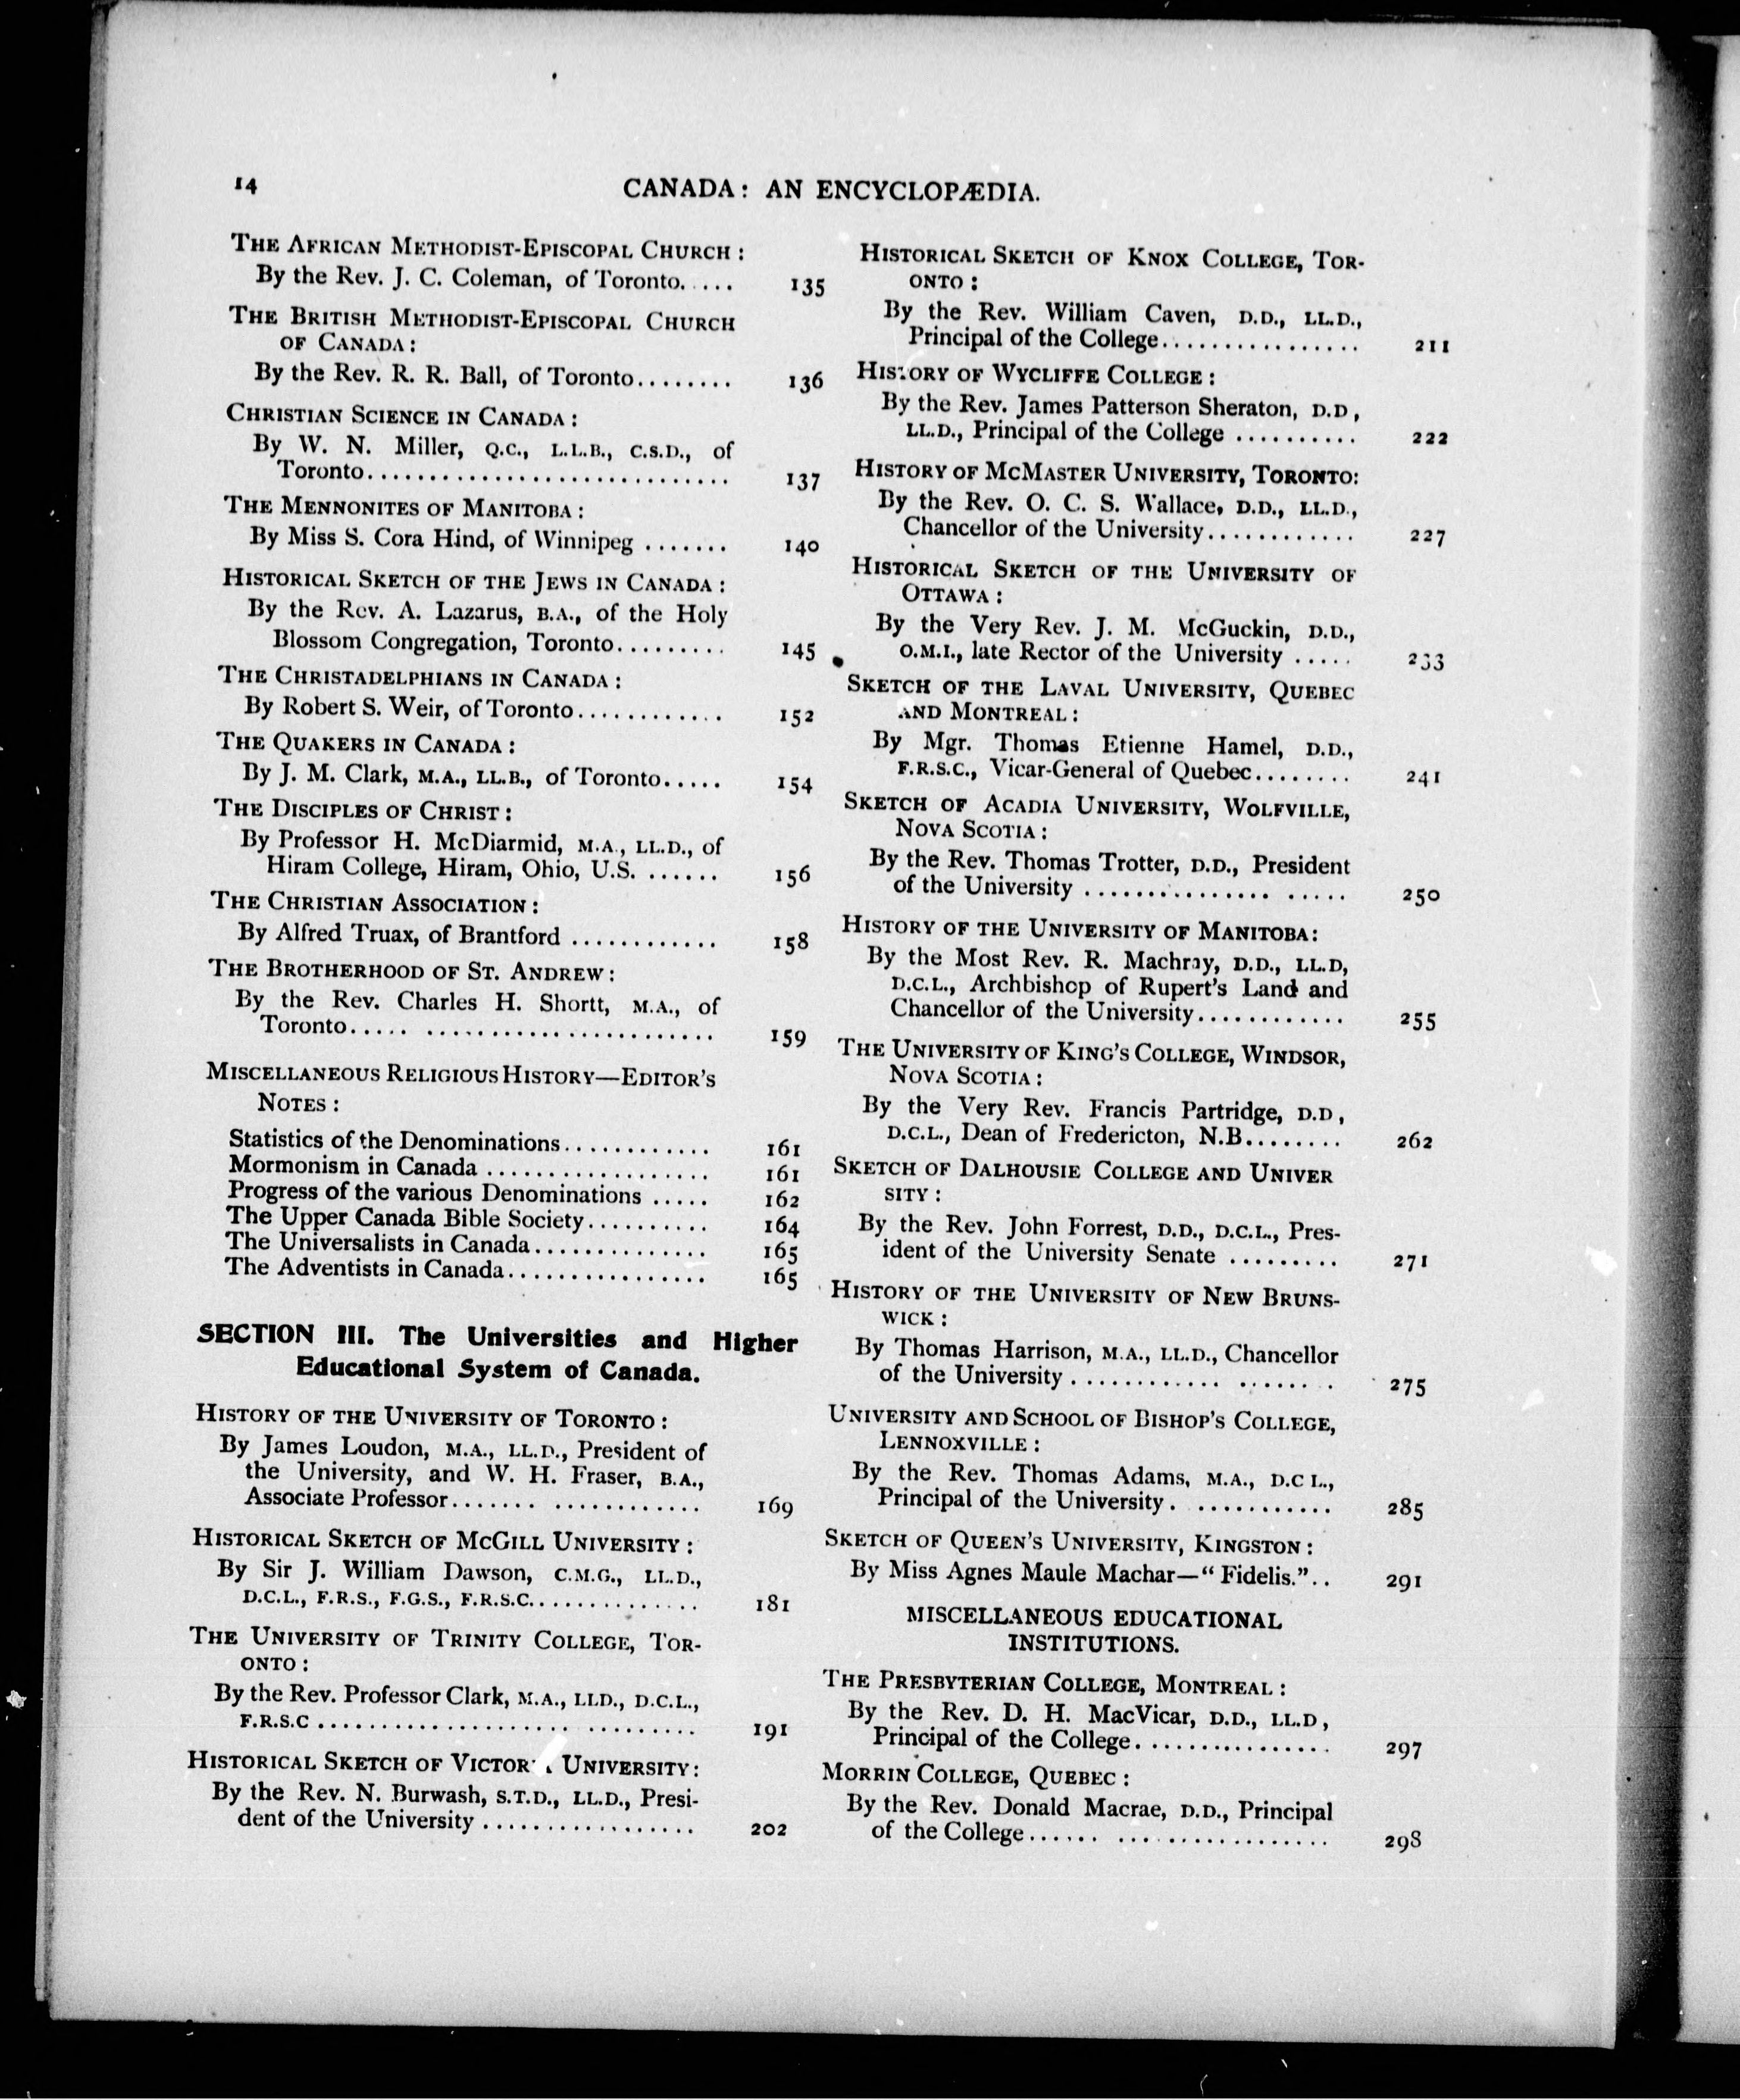 14
CANADA: AN ENCYCLOPÆDIA.
THE AFRICAN METHODIST-EPISCOPAL CHURCH :
By the Rev. J. C. Coleman, of Toronto..... 135
THE BRITISH METHODIST-EPISCOPAL CHURCH
OF CANADA :
By the Rev. R. R. Ball, of Toronto........ 136
CHRISTIAN SCIENCE IN CANADA :
By W. N. Miller, Q.C., L.L.B., C.S.D., of
Toronto............................. 137
THE MENNONITES OF MANITOBA :
By Miss S. Cora Hind, of Winnipeg ....... 140
HISTORICAL SKETCH OF THE JEWS IN CANADA :
By the Rev. A. Lazarus, B.A., of the Holy
Blossom Congregation, Toronto......... 145
THE CHRISTADELPHIANS IN CANADA :
By Robert S. Weir, of Toronto............ 152
THE QUAKERS IN CANADA :
By J. M. Clark, M.A., LL.B., of Toronto..... 154
THE DISCIPLES OF CHRIST :
By Professor H. McDiarmid, M.A., LL.D., of
Hiram College, Hiram, Ohio, U.S. ...... 156
THE CHRISTIAN ASSOCIATION :
By Alfred Truax, of Brantford ............ 158
THE BROTHERHOOD OF ST. ANDREW :
By the Rev. Charles H. Shortt, M.A., of
Toronto..... ....................... 159
MISCELLANEOUS RELIGIOUS HISTORY—EDITOR'S
NOTES :
Statistics of the Denominations............ 161
Mormonism in Canada .................. 161
Progress of the various Denominations ..... 162
The Upper Canada Bible Society.......... 164
The Universalists in Canada.............. 165
The Adventists in Canada................ 165
SECTION III. The Universities and Higher
Educational System of Canada.
HISTORY OF THE UNIVERSITY OF TORONTO :
By James Loudon, M.A., LL.D., President of
the University, and W. H. Fraser, B.A.,
Associate Professor....... ............ 169
HISTORICAL SKETCH OF MCGILL UNIVERSITY :
By Sir J. William Dawson, C.M.G., LL.D.,
D.C.L., F.R.S., F.G.S., F.R.S.C.............. 181
THE UNIVERSITY OF TRINITY COLLEGE, TOR-
ONTO :
By the Rev. Professor Clark, M.A., LLD., D.C.L.,
F.R.S.C .................... ......... 191
HISTORICAL SKETCH OF VICTOR UNIVERSITY:
By the Rev. N. Burwash, S.T.D., LL.D., Presi-
dent of the University ................. 202
HISTORICAL SKETCH OF KNOX COLLEGE, TOR-
ONTO :
By the Rev. William Caven, D.D., LL.D.,
Principal of the College................ 211
HISTORY OF WYCLIFFE COLLEGE :
By the Rev. James Patterson Sheraton, D.D,
LL.D., Principal of the College .......... 222
HISTORY OF MCMASTER UNIVERSITY, TORONTO:
By the Rev. O. C. S. Wallace, D.D., LL.D.,
Chancellor of the University............ 227
HISTORICAL SKETCH OF THE UNIVERSITY OF
OTTAWA :
By the Very Rev. J. M. McGuckin, D.D.,
O.M.I., late Rector of the University ..... 233
SKETCH OF THE LAVAL UNIVERSITY, QUEBEC
AND MONTREAL :
By Mgr. Thomas Etienne Hamel, D.D.,
F.R.S.C., Vicar-General of Quebec........ 241
SKETCH OF ACADIA UNIVERSITY, WOLFVILLE,
NOVA SCOTIA :
By the Rev. Thomas Trotter, D.D., President
of the University ............... ..... 250
HISTORY OF THE UNIVERSITY OF MANITOBA:
By the Most Rev. R. Machray, D.D., LL.D,
D.C.L., Archbishop of Rupert's Land and
Chancellor of the University............ 255
THE UNIVERSITY OF KING'S COLLEGE, WINDSOR,
NOVA SCOTIA :
By the Very Rev. Francis Partridge, D.D,
D.C.L., Dean of Fredericton, N.B........ 262
SKETCH OF DALHOUSIE COLLEGE AND UNIVER
SITY :
By the Rev. John Forrest, D.D., D.C.L., Pres-
ident of the University Senate ......... 271
HISTORY OF THE UNIVERSITY OF NEW BRUNS-
WICK :
By Thomas Harrison, M.A., LL.D., Chancellor
of the University ............ ........ 275
UNIVERSITY AND SCHOOL OF BISHOP'S COLLEGE,
LENNOXVILLE :
By the Rev. Thomas Adams, M.A., D.C L.,
Principal of the University. ........... 285
SKETCH OF QUEEN'S UNIVERSITY, KINGSTON :
By Miss Agnes Maule Machar—“ Fidelis.”.. 291
MISCELLANEOUS EDUCATIONAL
INSTITUTIONS.
THE PRESBYTERIAN COLLEGE, MONTREAL :
By the Rev. D. H. MacVicar, D.D., LL.D,
Principal of the College................ 297
MORRIN COLLEGE, QUEBEC :
By the Rev. Donald Macrae, D.D., Principal
of the College...... ................. 298